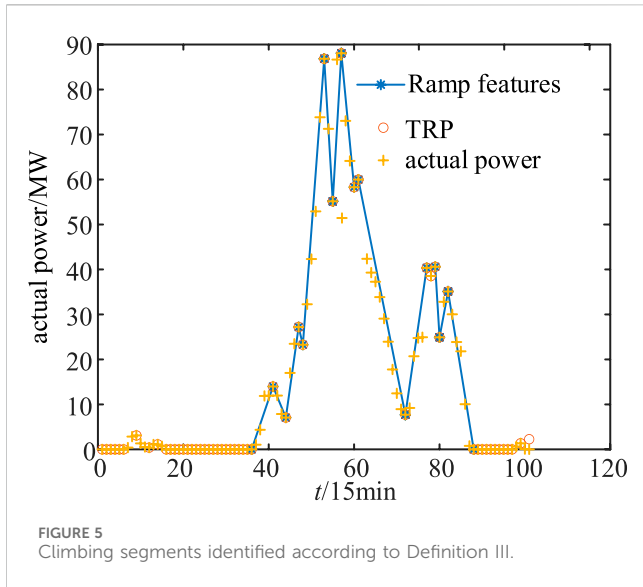 90
80
70
60
50
40
30
20
10
0
actual power/MW
Ramp features
TRP
actual power
0 20 40 60 80 100 120
t/15min
FIGURE 5
Climbing segments identified according to Definition III.